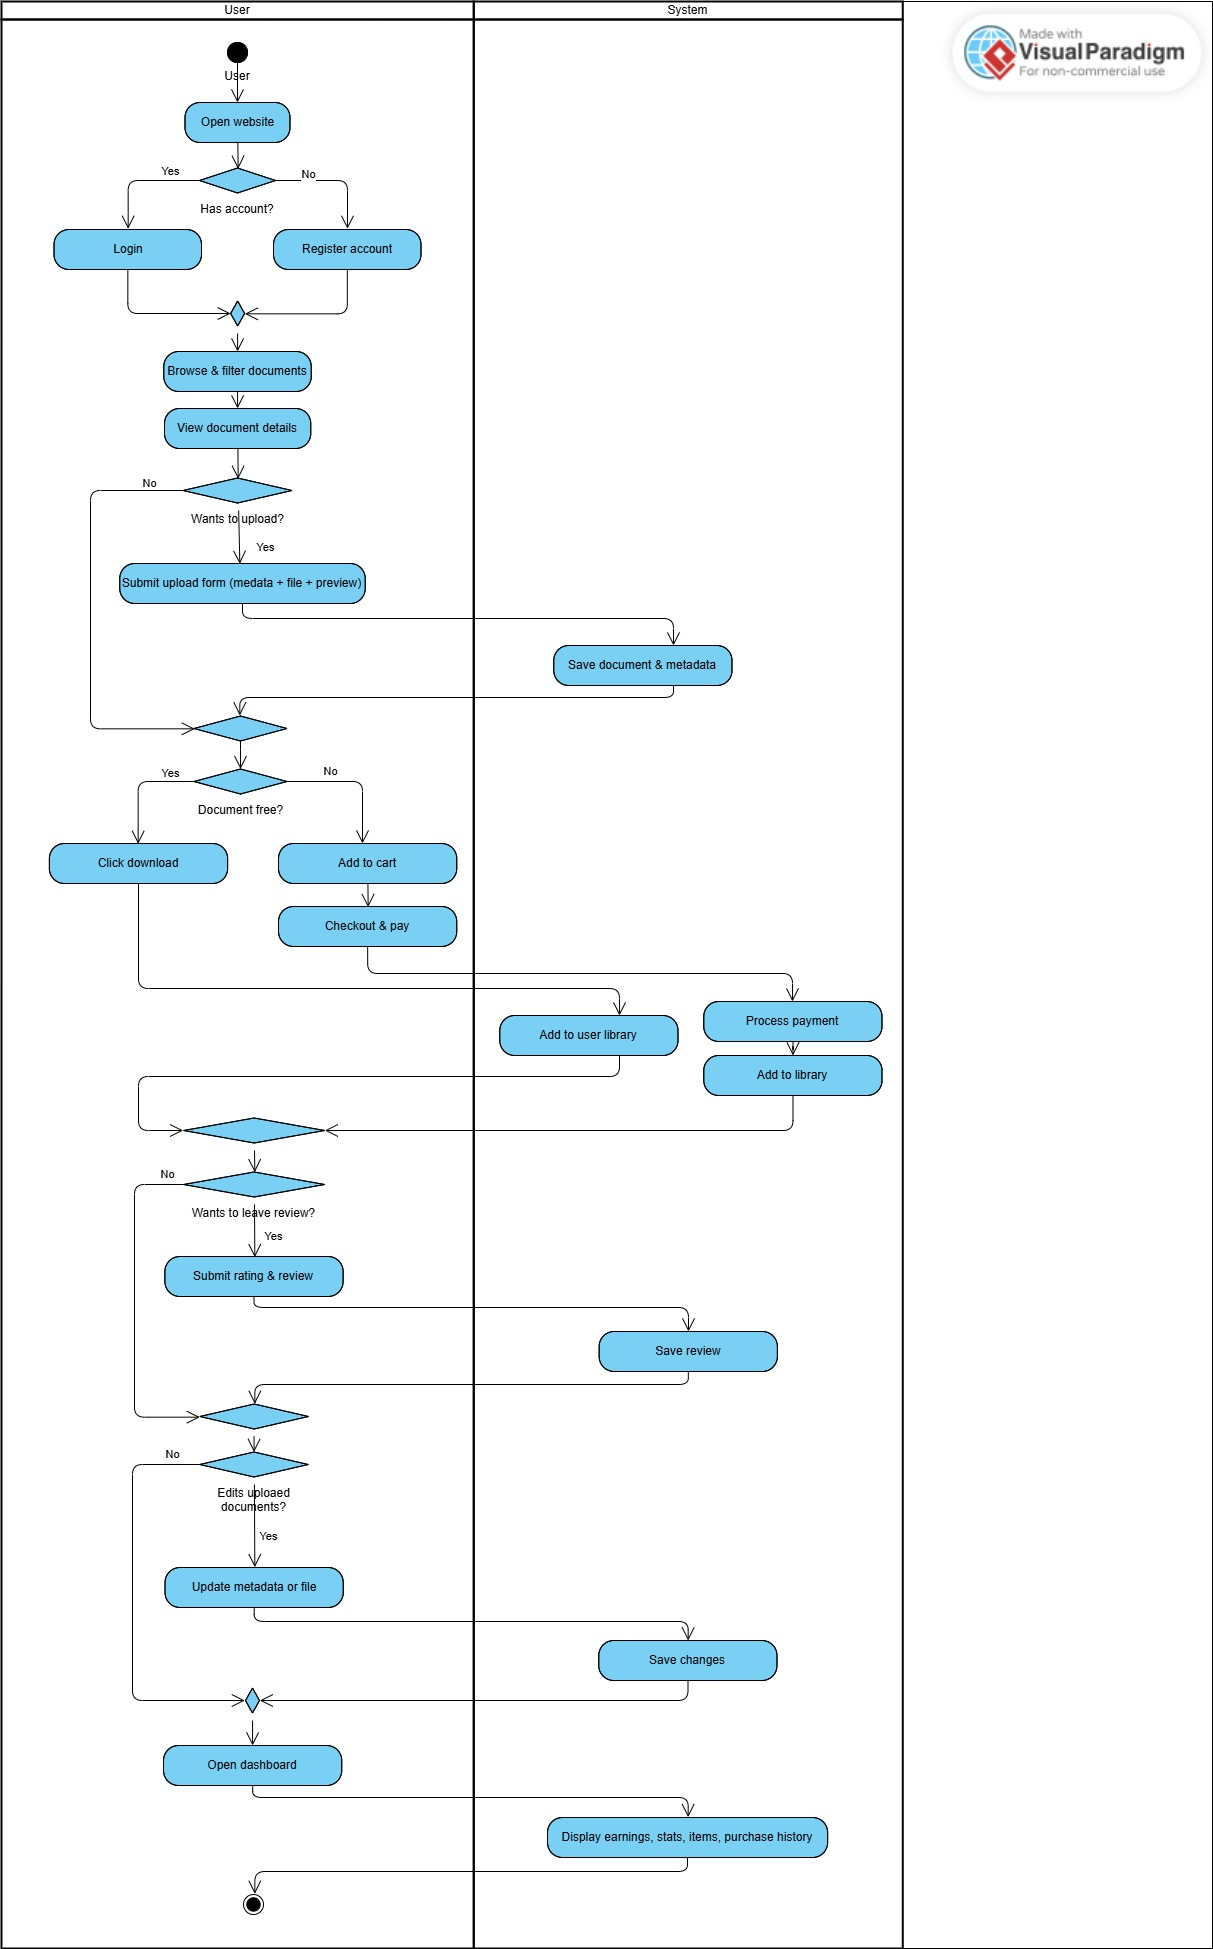 User
System
Made with
Visual Paradigm
For non-commercial use
User
Open website
Yes
No
Has account?
Login
Register account
Browse & filter documents
View document details
No
Wants to upload?
Yes
Submit upload form (medata + file + preview)
Save document & metadata
Yes
No
Document free?
Click download
Add to cart
Checkout & pay
Process payment
Add to user library
Add to library
No
Wants to leave review?
Yes
Submit rating & review
Save review
No
Edits uploaed
documents?
Yes
Update metadata or file
Save changes
Open dashboard
Display earnings, stats, items, purchase history